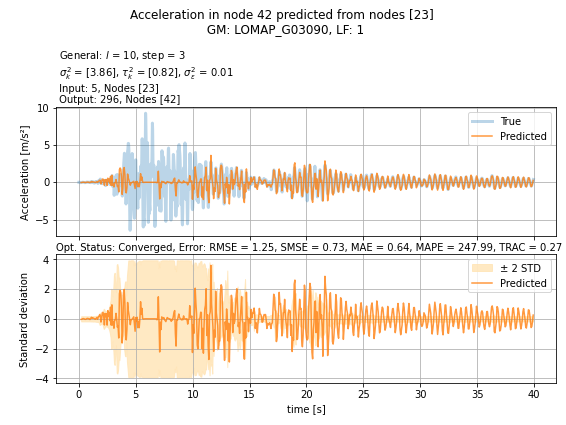 Acceleration in node 42 predicted from nodes [23]
GM: LOMAP_G03090, LF: 1
General: l = 10, step = 3
σ²ₖ = [3.86], τ²ₖ = [0.82], σ²ε = 0.01
Input: 5, Nodes [23]
Output: 296, Nodes [42]
10
5
0
−5
Acceleration [m/s²]
True
Predicted
Opt. Status: Converged, Error: RMSE = 1.25, SMSE = 0.73, MAE = 0.64, MAPE = 247.99, TRAC = 0.27
4
2
0
−2
−4
Standard deviation
± 2 STD
Predicted
0 5 10 15 20 25 30 35 40
time [s]